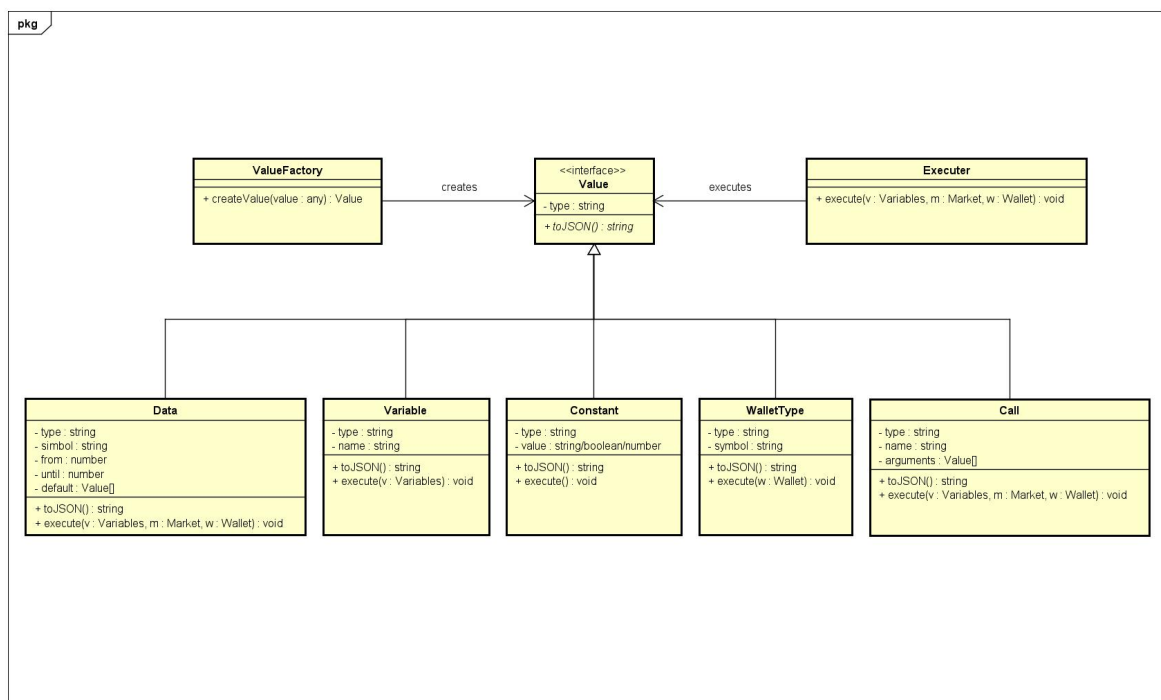 pkg
ValueFactory
+ createValue(value : any) : Value
creates
<<interface>>
Value
- type : string
+ toJSON() : string
executes
Executer
+ execute(v : Variables, m : Market, w : Wallet) : void
Data
- type : string
- simbol : string
- from : number
- until : number
- default : Value[]
+ toJSON() : string
+ execute(v : Variables, m : Market, w : Wallet) : void
Variable
- type : string
- name : string
+ toJSON() : string
+ execute(v : Variables) : void
Constant
- type : string
- value : string/boolean/number
+ toJSON() : string
+ execute() : void
WalletType
- type : string
- symbol : string
+ toJSON() : string
+ execute(w : Wallet) : void
Call
- type : string
- name : string
- arguments : Value[]
+ toJSON() : string
+ execute(v : Variables, m : Market, w : Wallet) : void